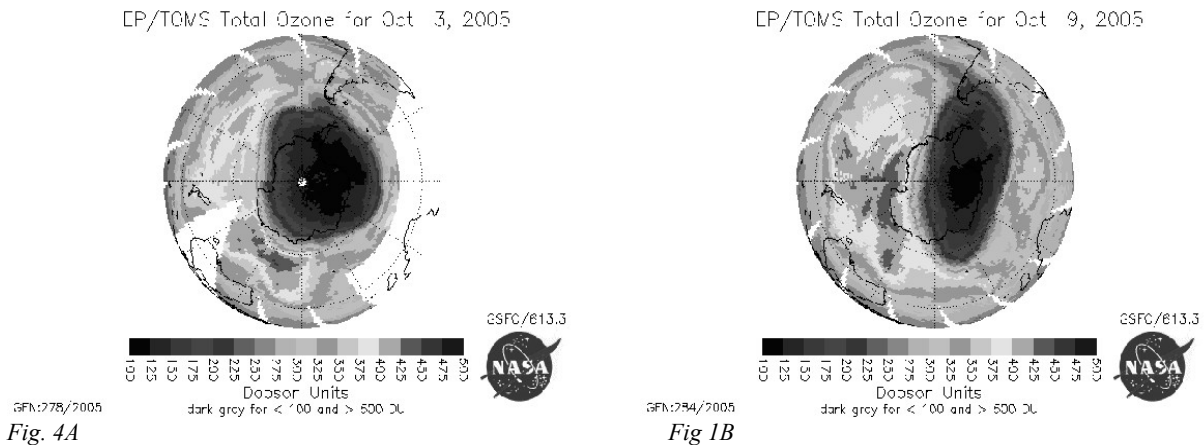 EP/TOMS Total Ozone for Oct 3, 2005
GSFC/613.3
NASA
100 125 150 175 200 225 250 275 300 325 350 375 400 425 450 475 500
Dobson Units
dark grey for < 100 and > 500 DU
GEN:278/2005
Fig. 4A
EP/TOMS Total Ozone for Oct 9, 2005
GSFC/613.3
NASA
100 125 150 175 200 225 250 275 300 325 350 375 400 425 450 475 500
Dobson Units
dark grey for < 100 and > 500 DU
GEN:284/2005
Fig 1B